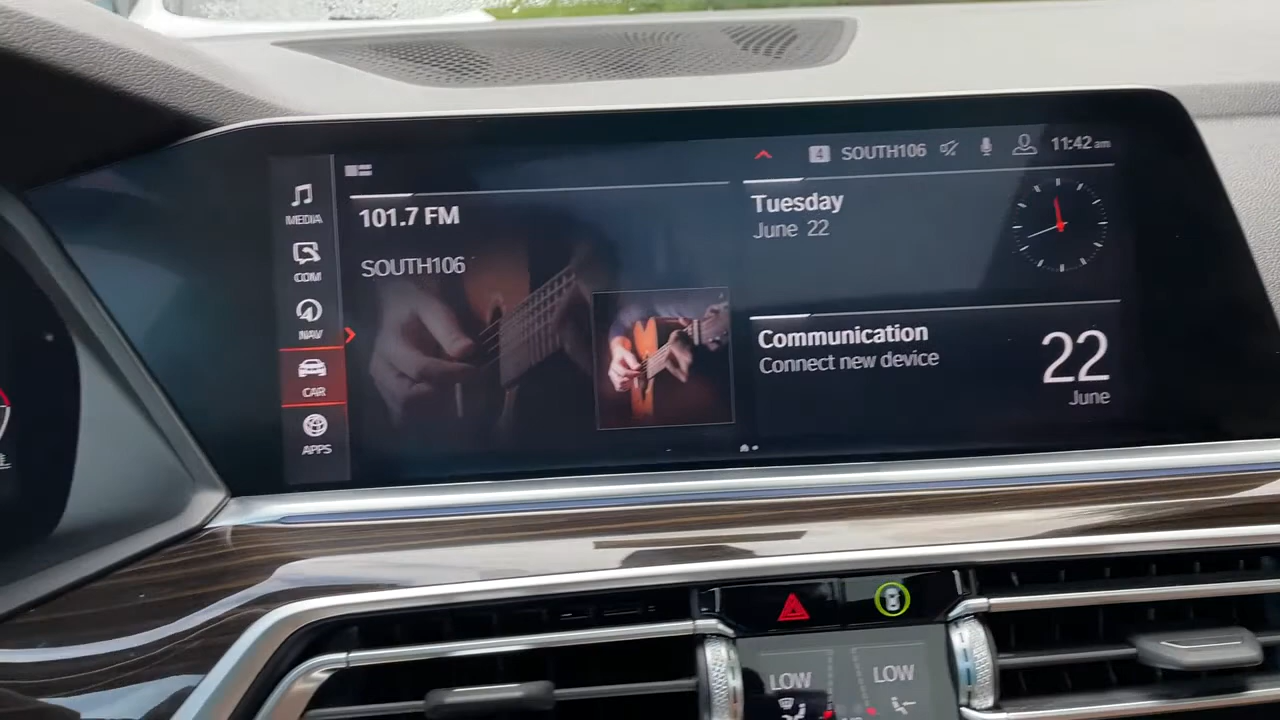 4 SOUTH106 11:42 am
MEDIA
COM
NAV
CAR
APPS
101.7 FM
SOUTH106
Tuesday
June 22
Communication
Connect new device
22
June
LOW LOW